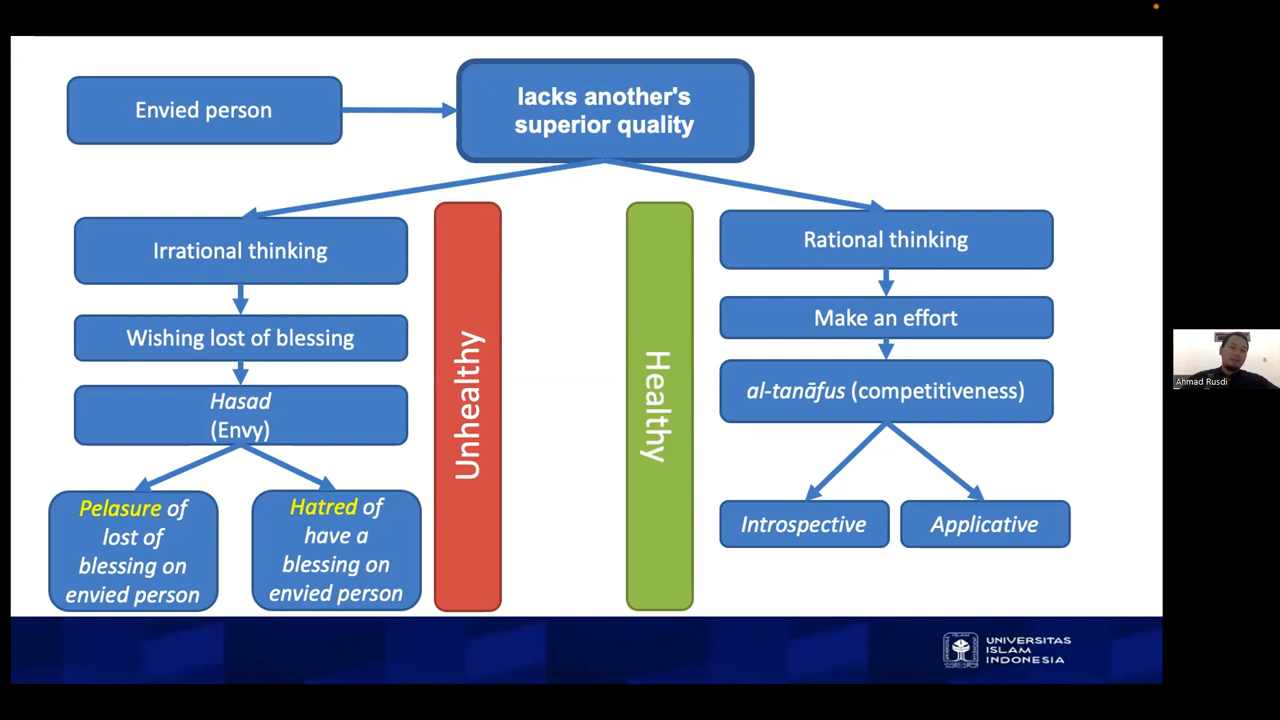 Envied person
lacks another's
superior quality
Irrational thinking
Wishing lost of blessing
Hasad
(Envy)
Pelasure of
lost of
blessing on
envied person
Hatred of
have a
blessing on
envied person
Unhealthy
Healthy
Rational thinking
Make an effort
al-tanāfus (competitiveness)
Introspective
Applicative
UNIVERSITAS
ISLAM
INDONESIA
Ahmad Rusdi